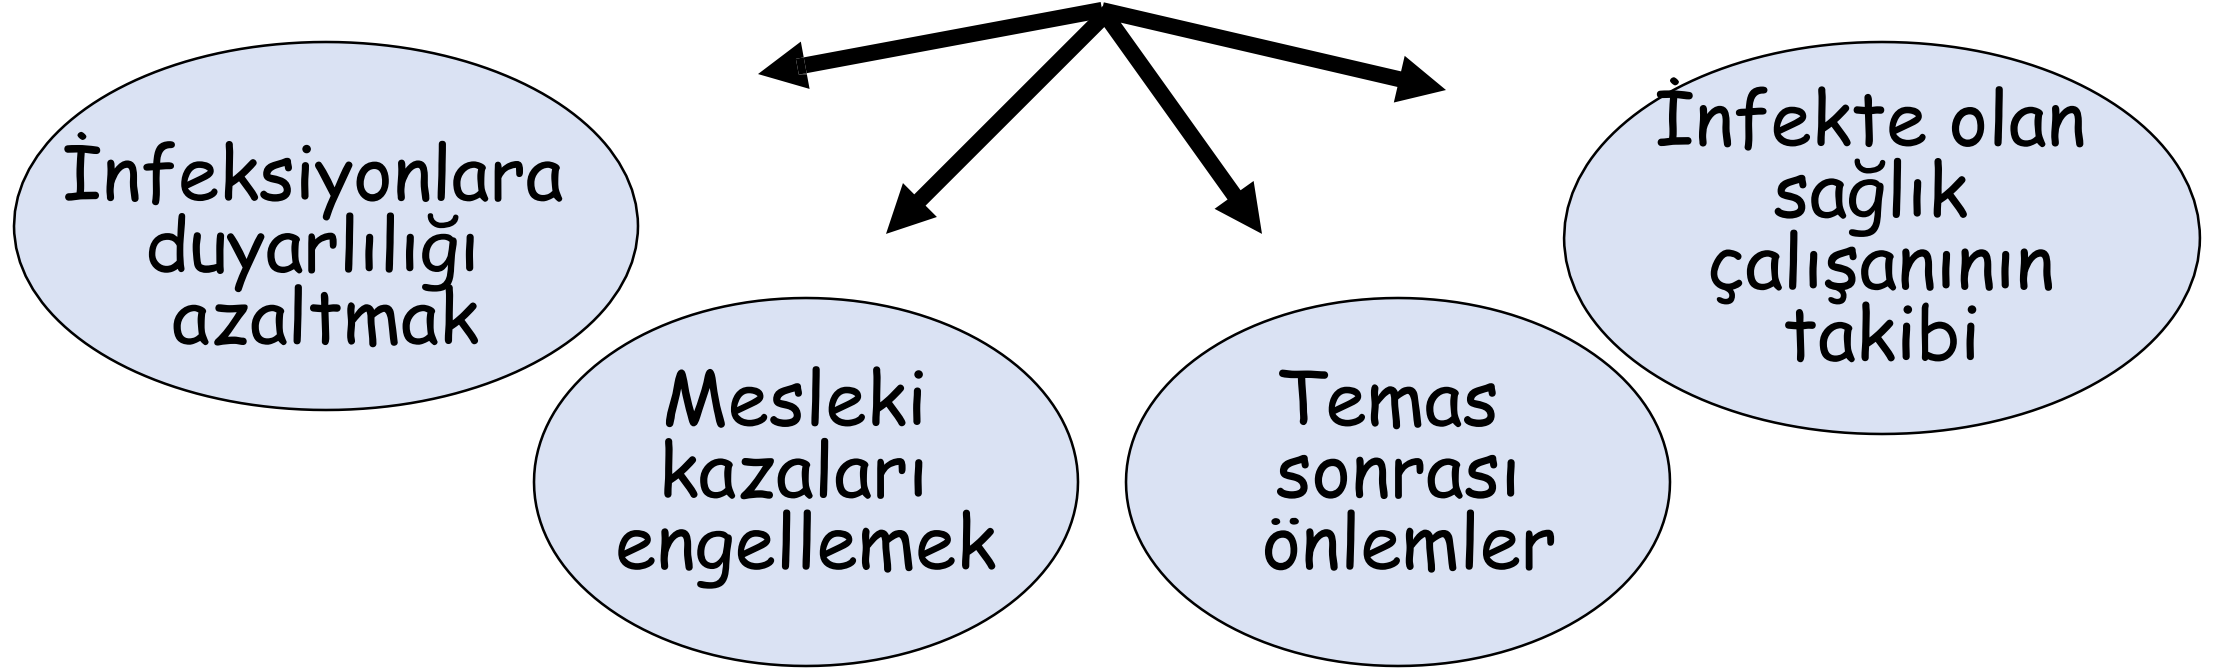 İnfeksiyonlara
duyarlılığı
azaltmak
Mesleki
kazaları
engellemek
Temas
sonrası
önlemler
İnfekte olan
sağlık
çalışanının
takibi